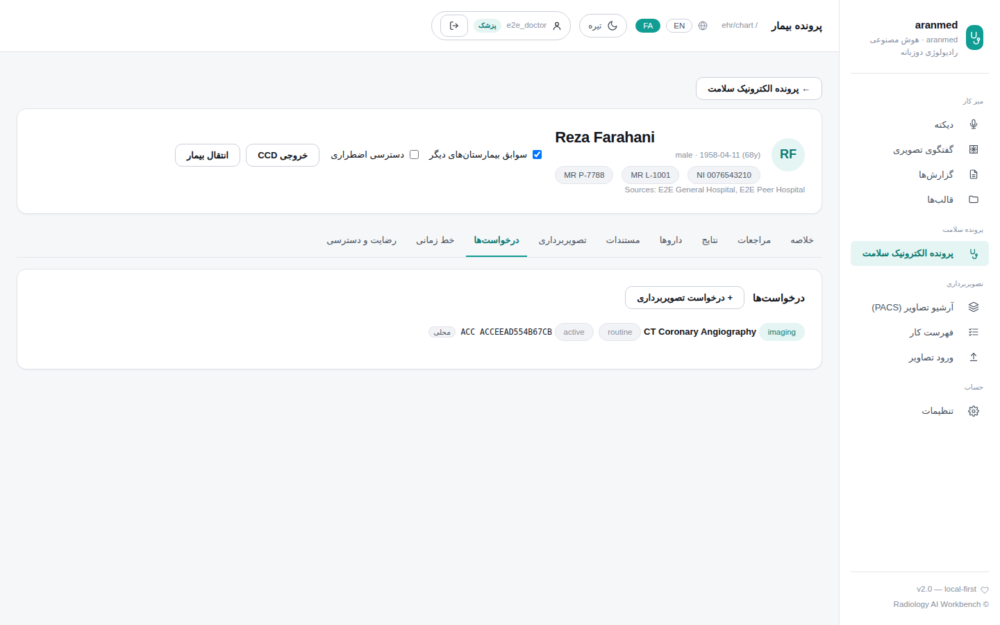 aranmed
aranmed · هوش مصنوعی
رادیولوژی دوزبانه
میز کار
دیکته
گفتگوی تصویری
گزارش‌ها
قالب‌ها
پرونده سلامت
پرونده الکترونیک سلامت
تصویربرداری
آرشیو تصاویر (PACS)
فهرست کار
ورود تصاویر
حساب
تنظیمات
v2.0 — local-first
Radiology AI Workbench ©
پرونده بیمار
ehr/chart /
EN
FA
تیره
e2e_doctor
پزشک
← پرونده الکترونیک سلامت
RF
Reza Farahani
male · 1958-04-11 (68y)
NI 0076543210
MR L-1001
MR P-7788
Sources: E2E General Hospital, E2E Peer Hospital
سوابق بیمارستان‌های دیگر
دسترسی اضطراری
خروجی CCD
انتقال بیمار
خلاصه
مراجعات
نتایج
داروها
مستندات
تصویربرداری
درخواست‌ها
خط زمانی
رضایت و دسترسی
درخواست‌ها
+ درخواست تصویربرداری
imaging
CT Coronary Angiography
routine
active
ACC ACCEEAD554B67CB
محلی